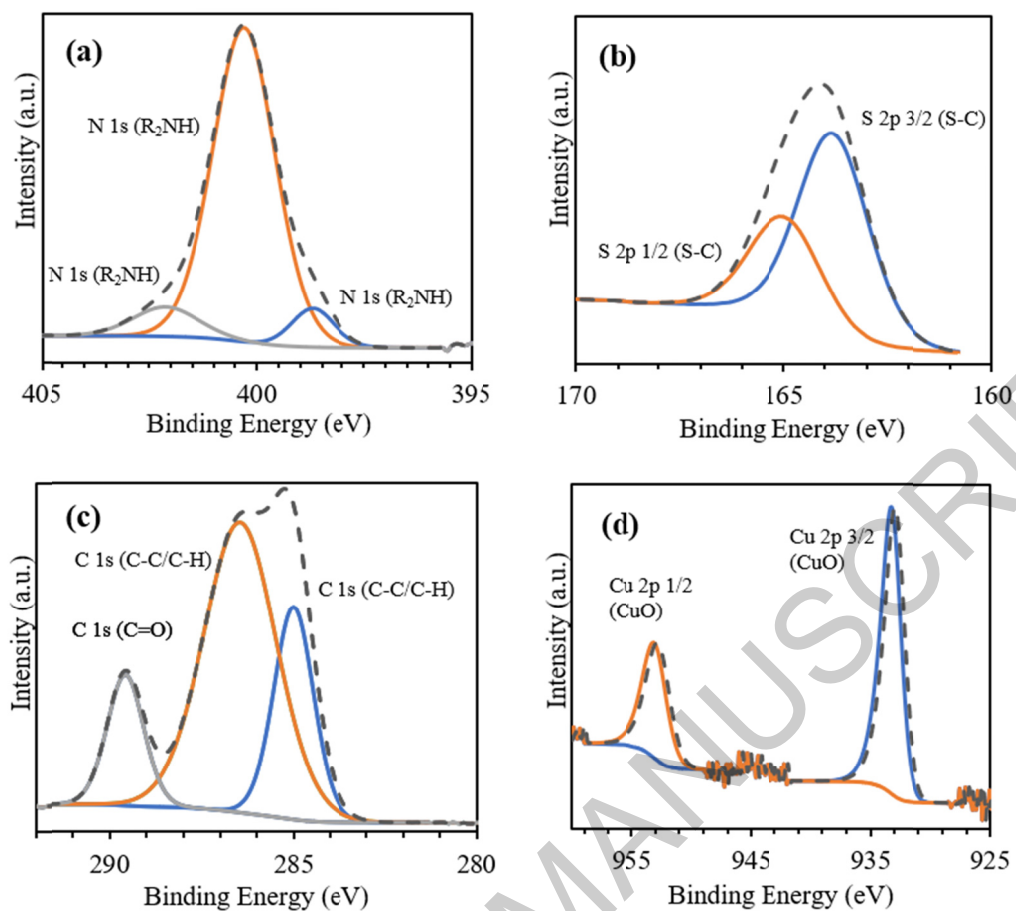 (a)
Intensity (a.u.)
N 1s (R₂NH)
N 1s (R₂NH)
N 1s (R₂NH)
405
400
395
Binding Energy (eV)
(b)
Intensity (a.u.)
S 2p 3/2 (S-C)
S 2p 1/2 (S-C)
170
165
160
Binding Energy (eV)
(c)
Intensity (a.u.)
C 1s (C-C/C-H)
C 1s (C-C/C-H)
C 1s (C=O)
290
285
280
Binding Energy (eV)
(d)
Intensity (a.u.)
Cu 2p 3/2
(CuO)
Cu 2p 1/2
(CuO)
955
945
935
925
Binding Energy (eV)